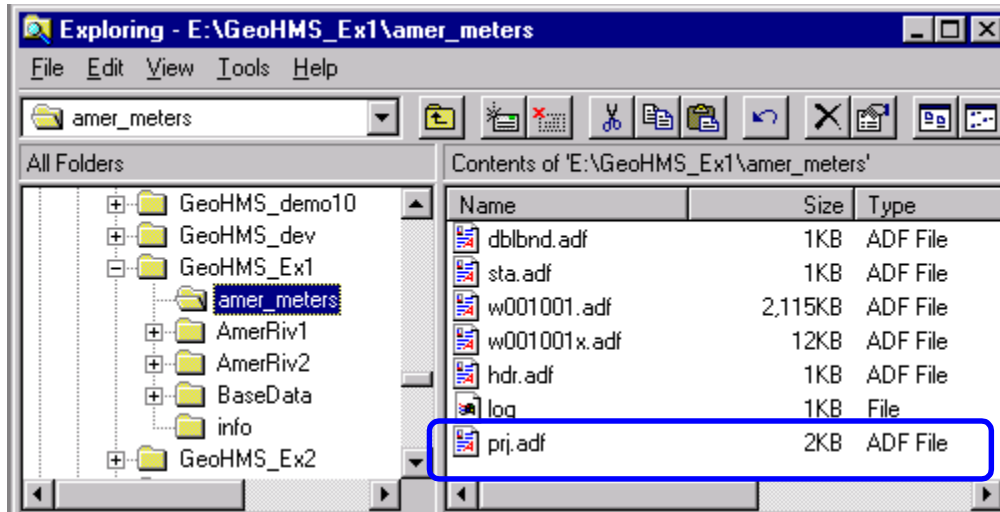 Exploring - E:\GeoHMS_Ex1\amer_meters
File Edit View Tools Help
amer_meters
All Folders
Contents of 'E:\GeoHMS_Ex1\amer_meters'
GeoHMS_demo10
GeoHMS_dev
GeoHMS_Ex1
amer_meters
AmerRiv1
AmerRiv2
BaseData
info
GeoHMS_Ex2
Name Size Type
dblbnd.adf 1KB ADF File
sta.adf 1KB ADF File
w001001.adf 2,115KB ADF File
w001001x.adf 12KB ADF File
hdr.adf 1KB ADF File
log 1KB File
prj.adf 2KB ADF File